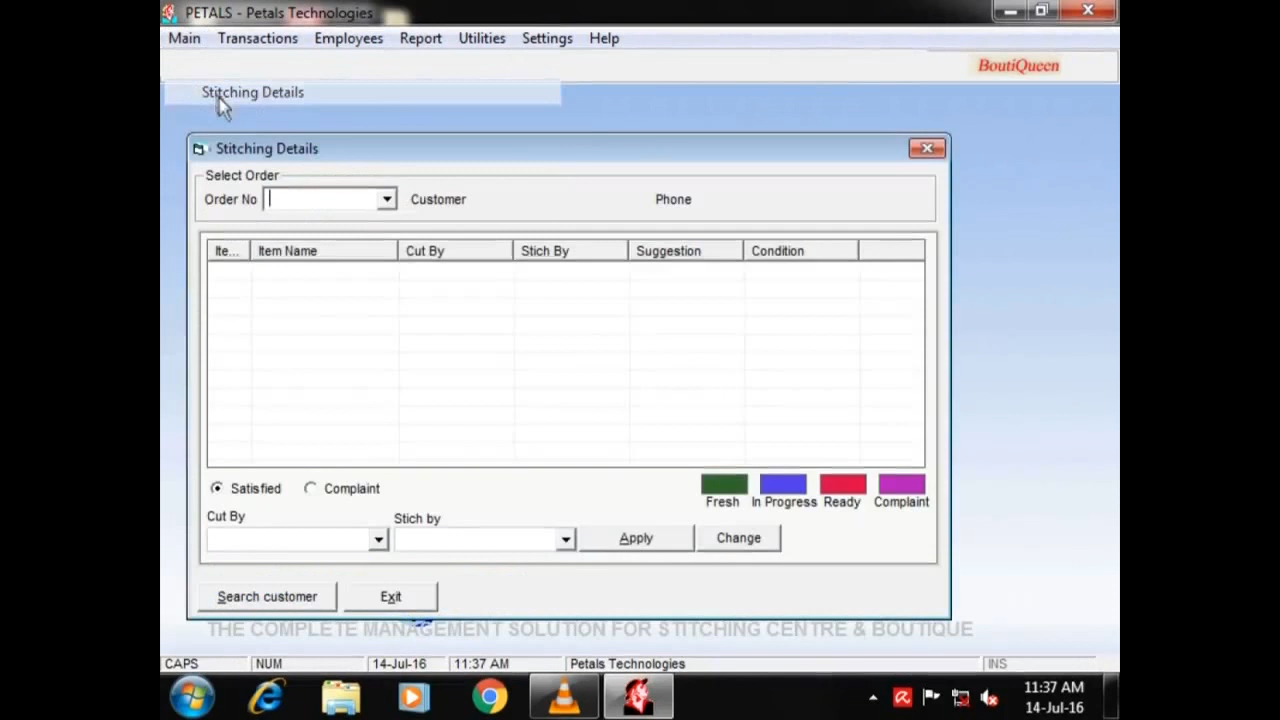 PETALS - Petals Technologies
Main Transactions Employees Report Utilities Settings Help
BoutiQueen
Stitching Details
Stitching Details
Select Order
Order No Customer Phone
Ite... Item Name Cut By Stich By Suggestion Condition
Satisfied Complaint
Fresh In Progress Ready Complaint
Cut By Stich by
Apply Change
Search customer Exit
THE COMPLETE MANAGEMENT SOLUTION FOR STITCHING CENTRE & BOUTIQUE
CAPS NUM 14-Jul-16 11:37 AM Petals Technologies INS
11:37 AM
14-Jul-16